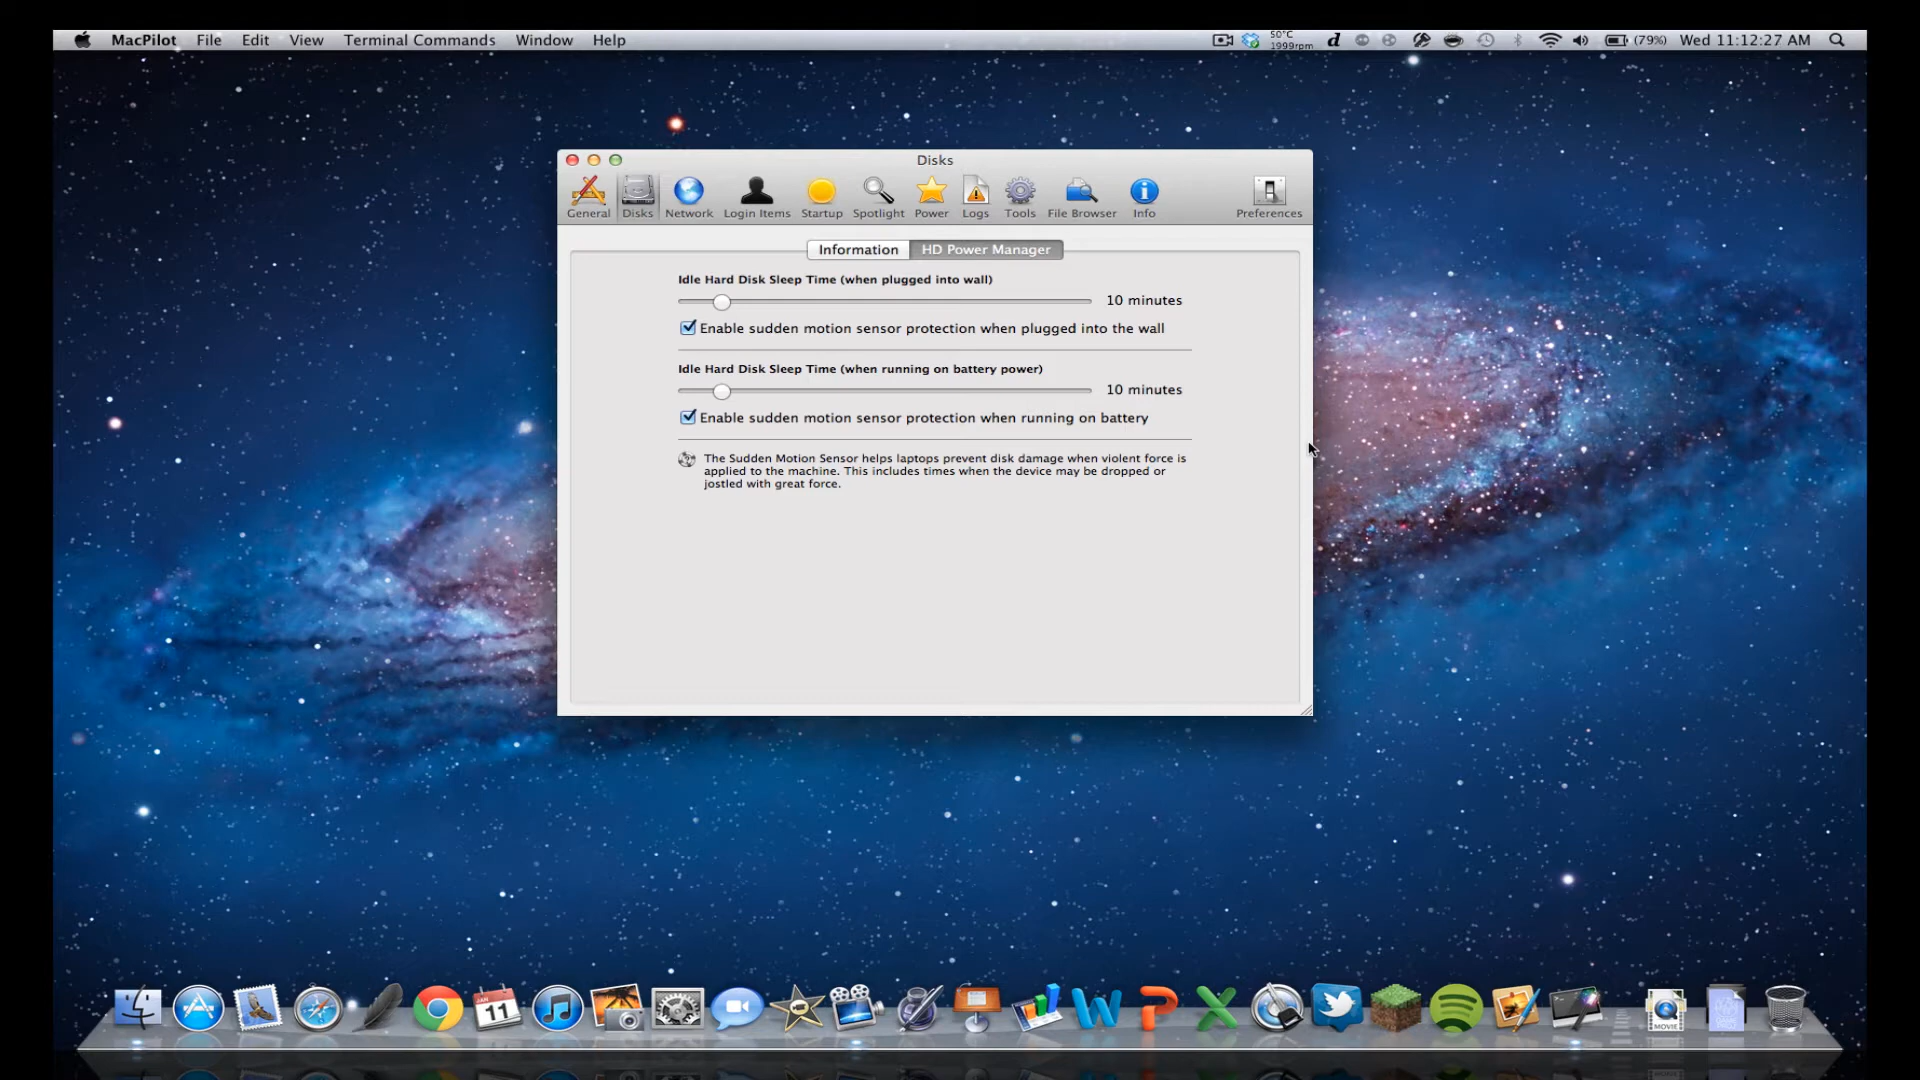 MacPilot File Edit View Terminal Commands Window Help
50°C
1999rpm
d
(79%) Wed 11:12:27 AM
Disks
General Disks Network Login Items Startup Spotlight Power Logs Tools File Browser Info Preferences
Information HD Power Manager
Idle Hard Disk Sleep Time (when plugged into wall)
10 minutes
Enable sudden motion sensor protection when plugged into the wall
Idle Hard Disk Sleep Time (when running on battery power)
10 minutes
Enable sudden motion sensor protection when running on battery
The Sudden Motion Sensor helps laptops prevent disk damage when violent force is
applied to the machine. This includes times when the device may be dropped or
jostled with great force.
JAN
11
MOVIE